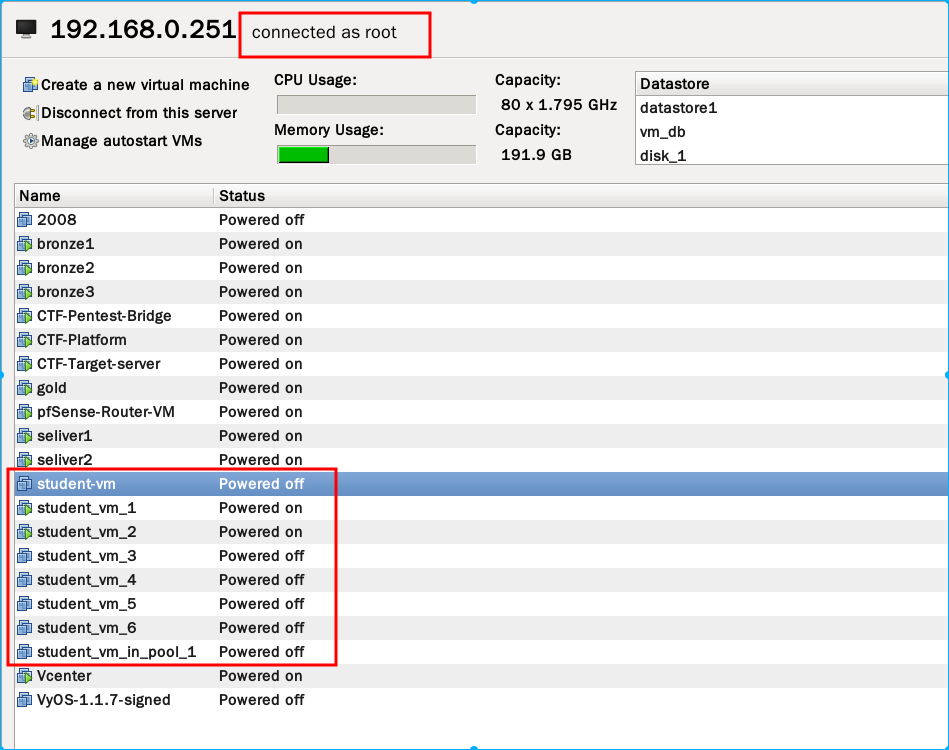 192.168.0.251 connected as root
Create a new virtual machine
Disconnect from this server
Manage autostart VMs
CPU Usage:
Memory Usage:
Capacity:
80 x 1.795 GHz
Capacity:
191.9 GB
Datastore
datastore1
vm_db
disk_1
Name Status
2008 Powered off
bronze1 Powered on
bronze2 Powered on
bronze3 Powered on
CTF-Pentest-Bridge Powered on
CTF-Platform Powered on
CTF-Target-server Powered on
gold Powered on
pfSense-Router-VM Powered on
seliver1 Powered on
seliver2 Powered on
student-vm Powered off
student_vm_1 Powered on
student_vm_2 Powered on
student_vm_3 Powered off
student_vm_4 Powered off
student_vm_5 Powered off
student_vm_6 Powered off
student_vm_in_pool_1 Powered off
Vcenter Powered on
VyOS-1.1.7-signed Powered off